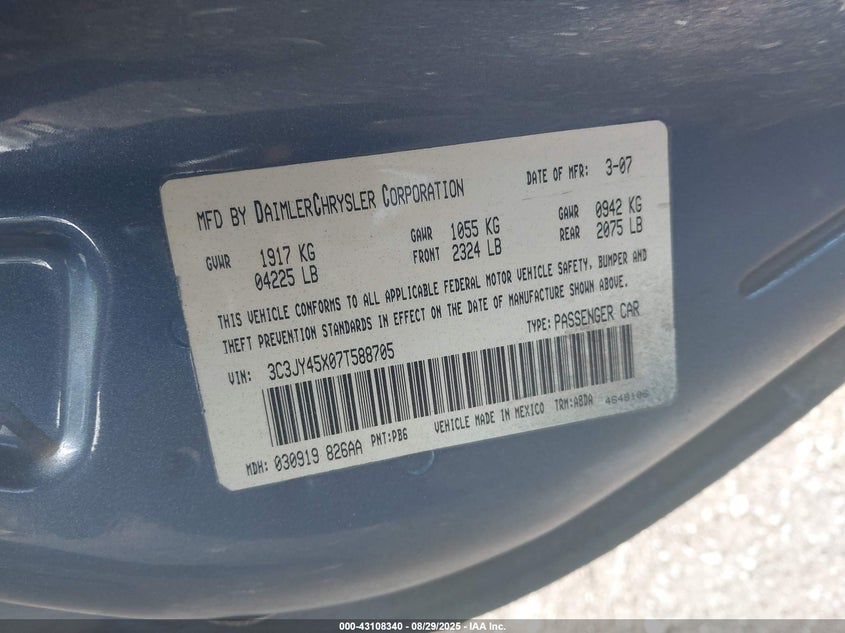 MFD BY DAIMLERCHRYSLER CORPORATION DATE OF MFR: 3-07
GVWR 1917 KG GAWR 1055 KG GAWR 0942 KG
04225 LB FRONT 2324 LB REAR 2075 LB
THIS VEHICLE CONFORMS TO ALL APPLICABLE FEDERAL MOTOR VEHICLE SAFETY, BUMPER AND
THEFT PREVENTION STANDARDS IN EFFECT ON THE DATE OF MANUFACTURE SHOWN ABOVE.
VIN: 3C3JY45X07T588705 TYPE: PASSENGER CAR
MDH: 030919 826AA PNT:PB6 VEHICLE MADE IN MEXICO TRM:A8DA 4648106
000-43108340 - 08/29/2025 - IAA Inc.